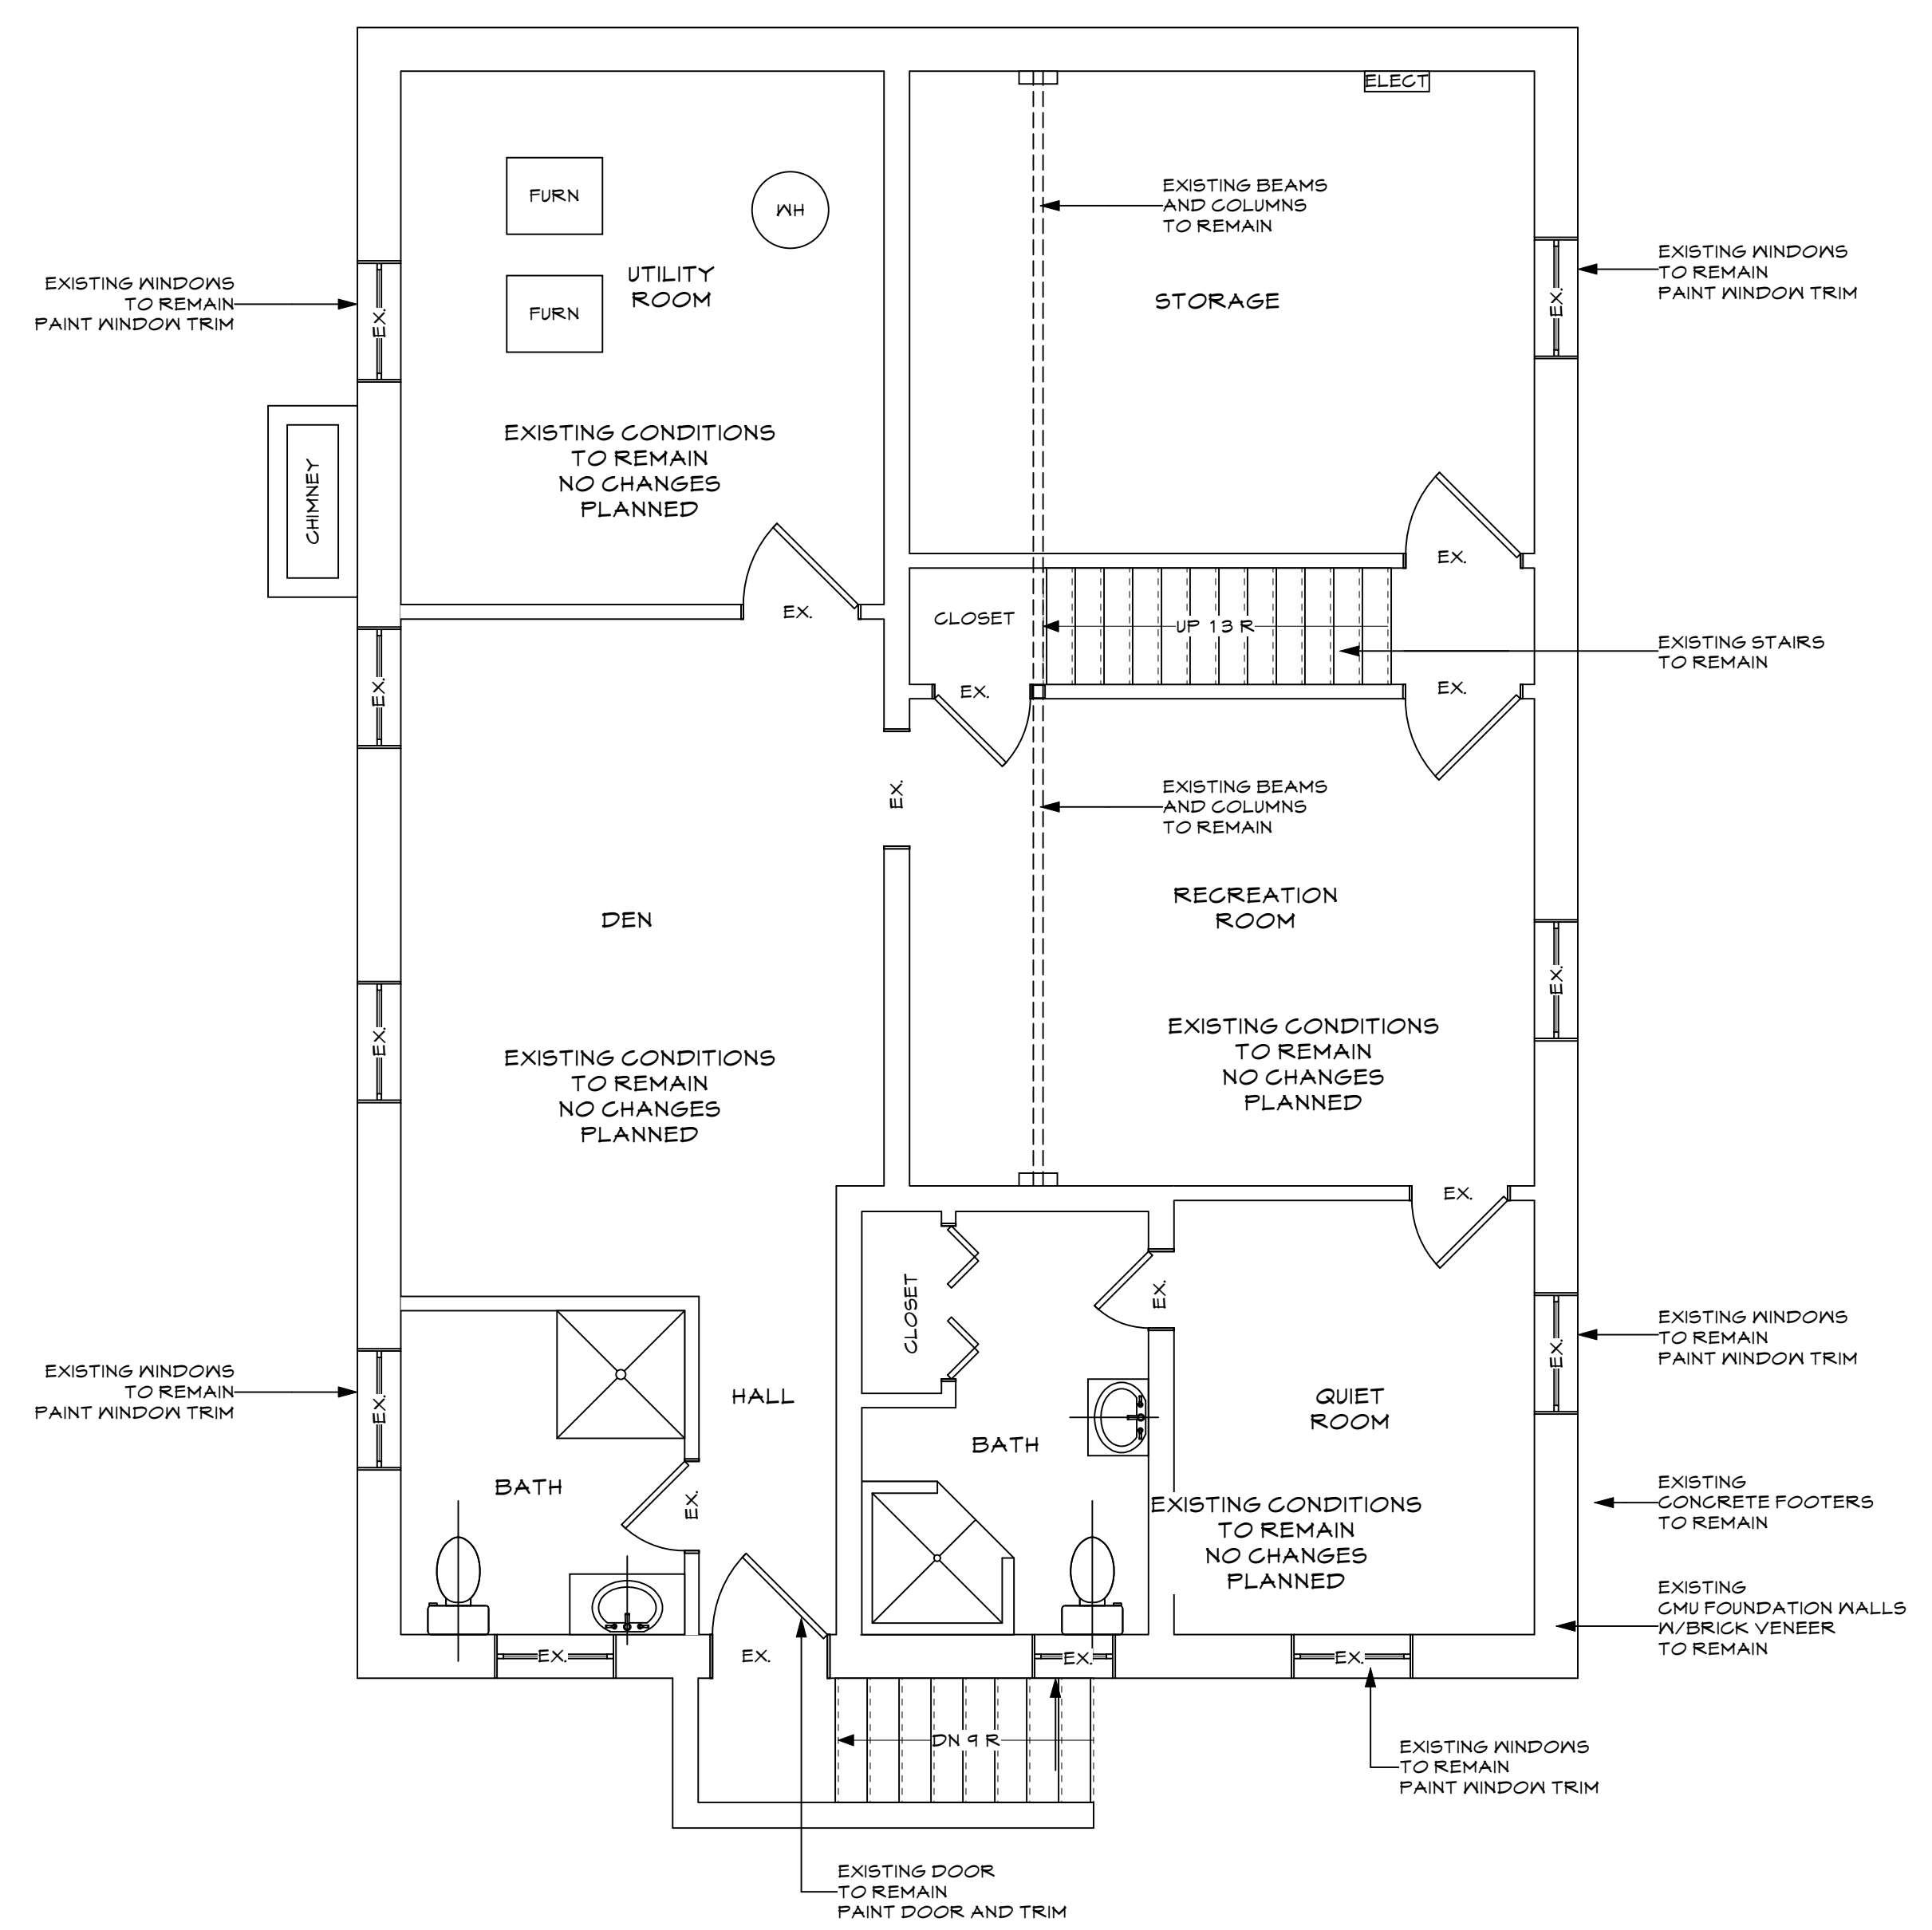 ELECT
EXISTING BEAMS
AND COLUMNS
TO REMAIN
FURN
WH
EXISTING WINDOWS
TO REMAIN
PAINT WINDOW TRIM
EX.
UTILITY
ROOM
FURN
STORAGE
EX.
EXISTING WINDOWS
TO REMAIN
PAINT WINDOW TRIM
CHIMNEY
EXISTING CONDITIONS
TO REMAIN
NO CHANGES
PLANNED
EX.
EX.
CLOSET
UP 13 R
EXISTING STAIRS
TO REMAIN
EX.
EX.
EX.
EX.
EXISTING BEAMS
AND COLUMNS
TO REMAIN
DEN
RECREATION
ROOM
EX.
EX.
EXISTING CONDITIONS
TO REMAIN
NO CHANGES
PLANNED
EXISTING CONDITIONS
TO REMAIN
NO CHANGES
PLANNED
EX.
EX.
CLOSET
EX.
EXISTING WINDOWS
TO REMAIN
PAINT WINDOW TRIM
EXISTING WINDOWS
TO REMAIN
PAINT WINDOW TRIM
EX.
HALL
QUIET
ROOM
BATH
BATH
EX.
EX.
EXISTING CONDITIONS
TO REMAIN
NO CHANGES
PLANNED
EXISTING
CONCRETE FOOTERS
TO REMAIN
EXISTING
CMU FOUNDATION WALLS
W/BRICK VENEER
TO REMAIN
EX.
EX.
EX.
EX.
DN 9 R
EXISTING WINDOWS
TO REMAIN
PAINT WINDOW TRIM
EXISTING DOOR
TO REMAIN
PAINT DOOR AND TRIM